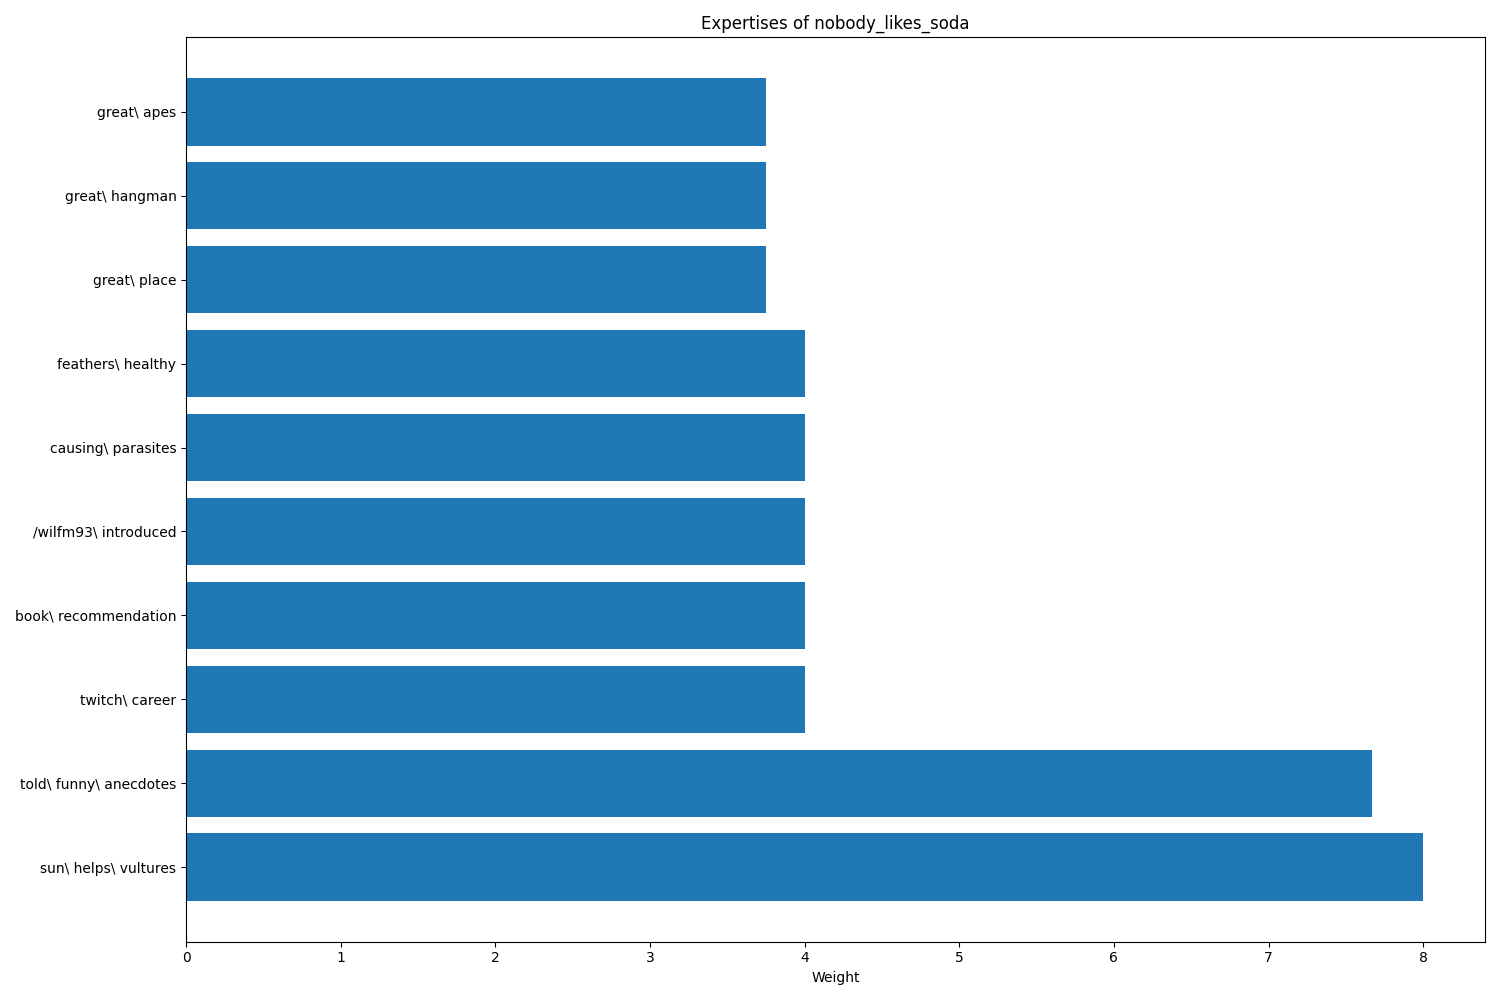 Expertises of nobody_likes_soda
great\ apes
great\ hangman
great\ place
feathers\ healthy
causing\ parasites
/wilfm93\ introduced
book\ recommendation
twitch\ career
told\ funny\ anecdotes
sun\ helps\ vultures
0 1 2 3 4 5 6 7 8
Weight